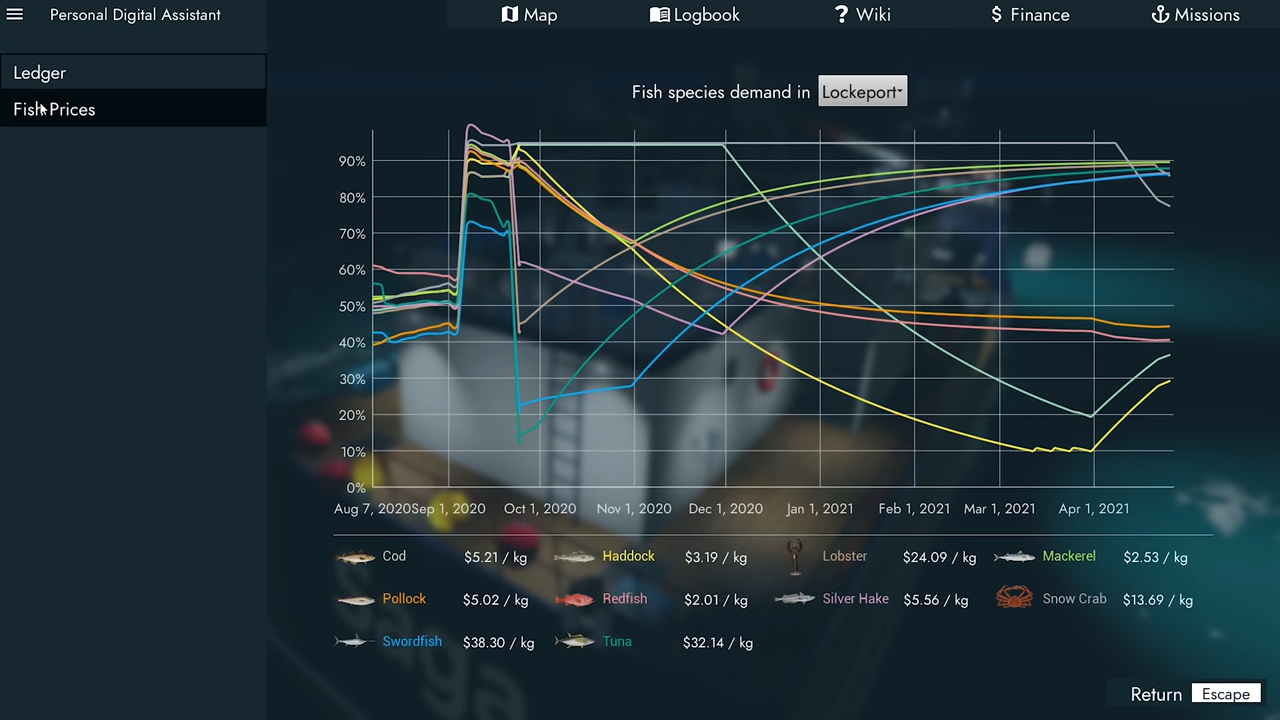 Personal Digital Assistant
Map
Logbook
Wiki
Finance
Missions
Ledger
Fish Prices
Fish species demand in Lockeport
90%
80%
70%
60%
50%
40%
30%
20%
10%
0%
Aug 7, 2020 Sep 1, 2020 Oct 1, 2020 Nov 1, 2020 Dec 1, 2020 Jan 1, 2021 Feb 1, 2021 Mar 1, 2021 Apr 1, 2021
Cod $5.21 / kg Haddock $3.19 / kg Lobster $24.09 / kg Mackerel $2.53 / kg
Pollock $5.02 / kg Redfish $2.01 / kg Silver Hake $5.56 / kg Snow Crab $13.69 / kg
Swordfish $38.30 / kg Tuna $32.14 / kg
Return Escape